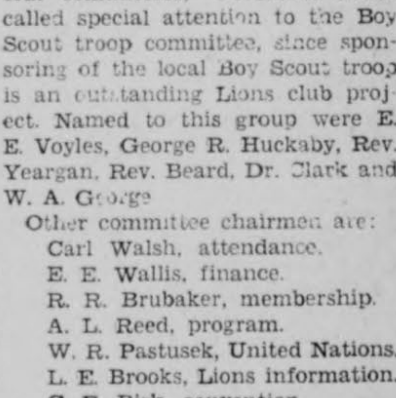 called special attention to the Boy
Scout troop committee, since spon-
soring of the local Boy Scout troop
is an outstanding Lions club proj-
ect. Named to this group were E.
E. Voyles, George R. Huckaby, Rev.
Yeargan, Rev. Beard, Dr. Clark and
W. A. George
Other committee chairmen are:
Carl Walsh, attendance.
E. E. Wallis, finance.
R. R. Brubaker, membership.
A. L. Reed, program.
W. R. Pastusek, United Nations.
L. E. Brooks, Lions information.